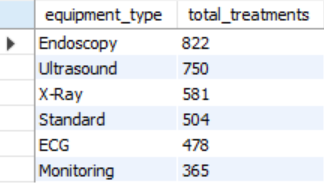 equipment_type total_treatments
Endoscopy 822
Ultrasound 750
X-Ray 581
Standard 504
ECG 478
Monitoring 365